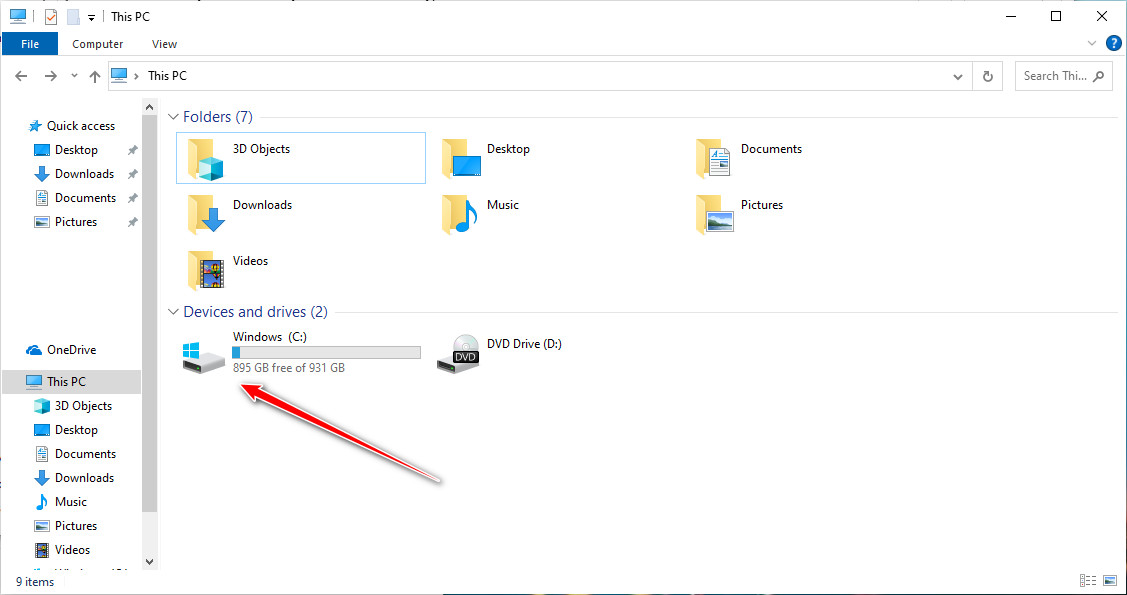 This PC
File Computer View
This PC
Search Thi...
Quick access
Desktop
Downloads
Documents
Pictures
OneDrive
This PC
3D Objects
Desktop
Documents
Downloads
Music
Pictures
Videos
Folders (7)
3D Objects
Desktop
Documents
Downloads
Music
Pictures
Videos
Devices and drives (2)
Windows (C:)
895 GB free of 931 GB
DVD
DVD Drive (D:)
9 items